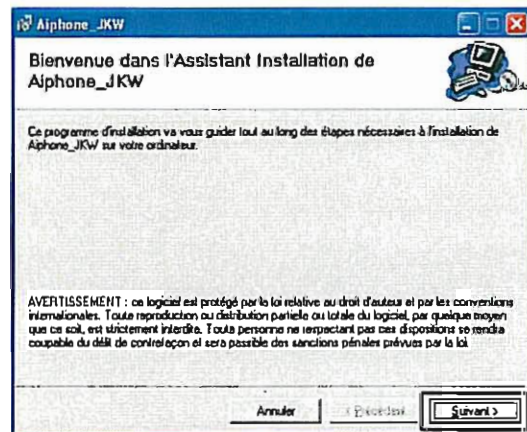 Aiphone_JKW
Bienvenue dans l'Assistant Installation de
Aiphone_JKW
Ce programme d'installation va vous guider tout au long des étapes nécessaires à l'installation de
Aiphone_JKW sur votre ordinateur.
AVERTISSEMENT : ce logiciel est protégé par la loi relative au droit d'auteur et par les conventions
internationales. Toute reproduction ou distribution partielle ou totale du logiciel, par quelque moyen
que ce soit, est strictement interdite. Toute personne ne respectant pas ces dispositions se rendra
coupable du délit de contrefaçon et sera passible des sanctions pénales prévues par la loi.
Annuler < Précédent Suivant >